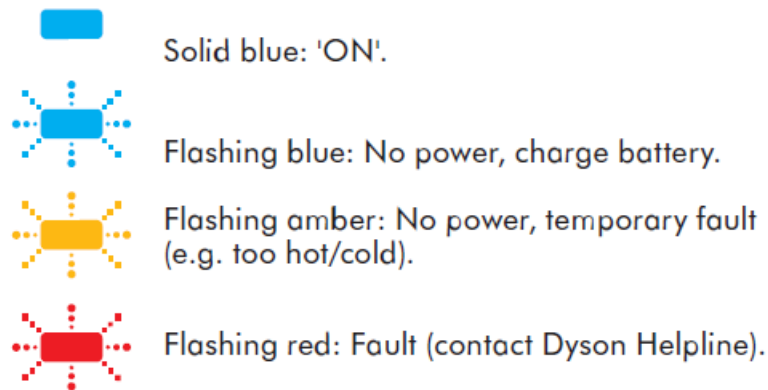 Solid blue: 'ON'.
Flashing blue: No power, charge battery.
Flashing amber: No power, temporary fault
(e.g. too hot/cold).
Flashing red: Fault (contact Dyson Helpline).